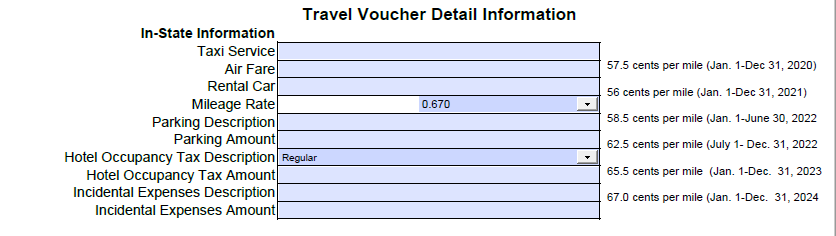 Travel Voucher Detail Information
In-State Information
Taxi Service
Air Fare
57.5 cents per mile (Jan. 1-Dec 31, 2020)
Rental Car
56 cents per mile (Jan. 1-Dec 31, 2021)
Mileage Rate 0.670
Parking Description
58.5 cents per mile (Jan. 1-June 30, 2022
Parking Amount
62.5 cents per mile (July 1- Dec. 31, 2022
Hotel Occupancy Tax Description Regular
Hotel Occupancy Tax Amount
65.5 cents per mile (Jan. 1-Dec. 31, 2023
Incidental Expenses Description
67.0 cents per mile (Jan. 1-Dec. 31, 2024
Incidental Expenses Amount